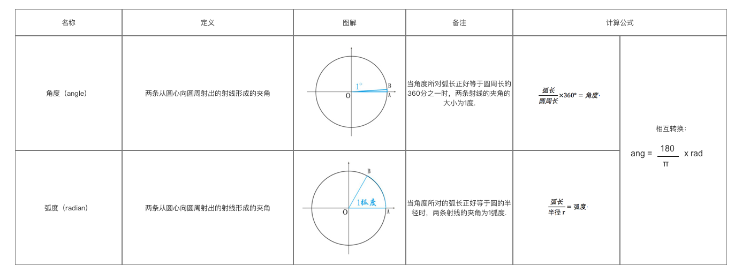 名称
定义
图解
备注
计算公式
角度（angle）
两条从圆心向圆周射出的射线形成的夹角
1°
O
B
A
当角度所对弧长正好等于圆周长的
360分之一时，两条射线的夹角的
大小为1度.
弧长
圆周长
×360° = 角度.
相互转换：
ang = 180 x rad
π
弧度（radian）
两条从圆心向圆周射出的射线形成的夹角
B
1弧度
O
A
当角度所对的弧长正好等于圆的半
径时，两条射线的夹角为1弧度.
弧长
半径 r
= 弧度